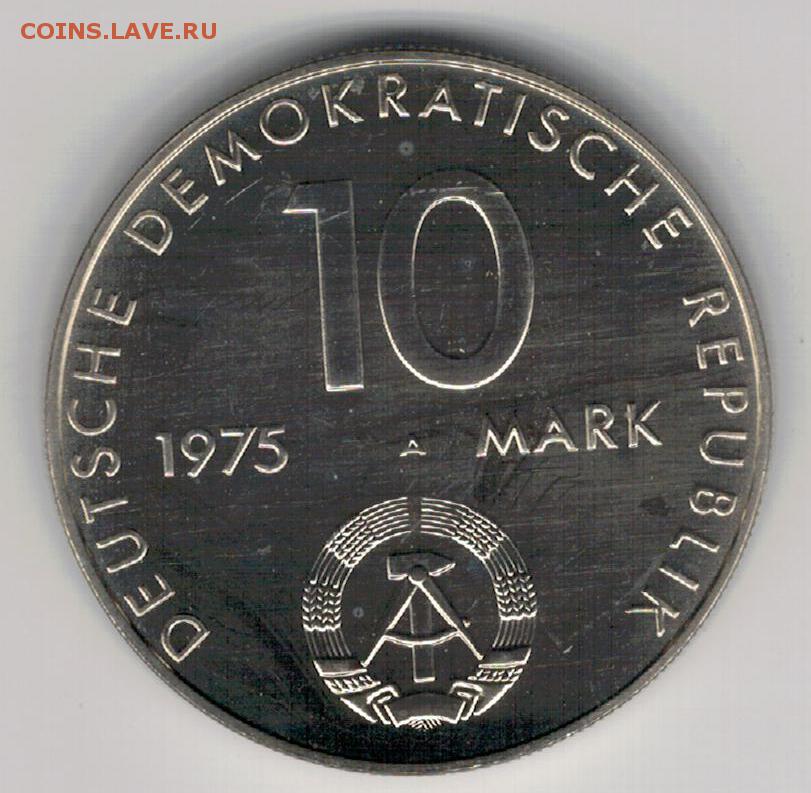 COINS.LAVE.RU
DEUTSCHE DEMOKRATISCHE REPUBLIK
10
1975 A MARK